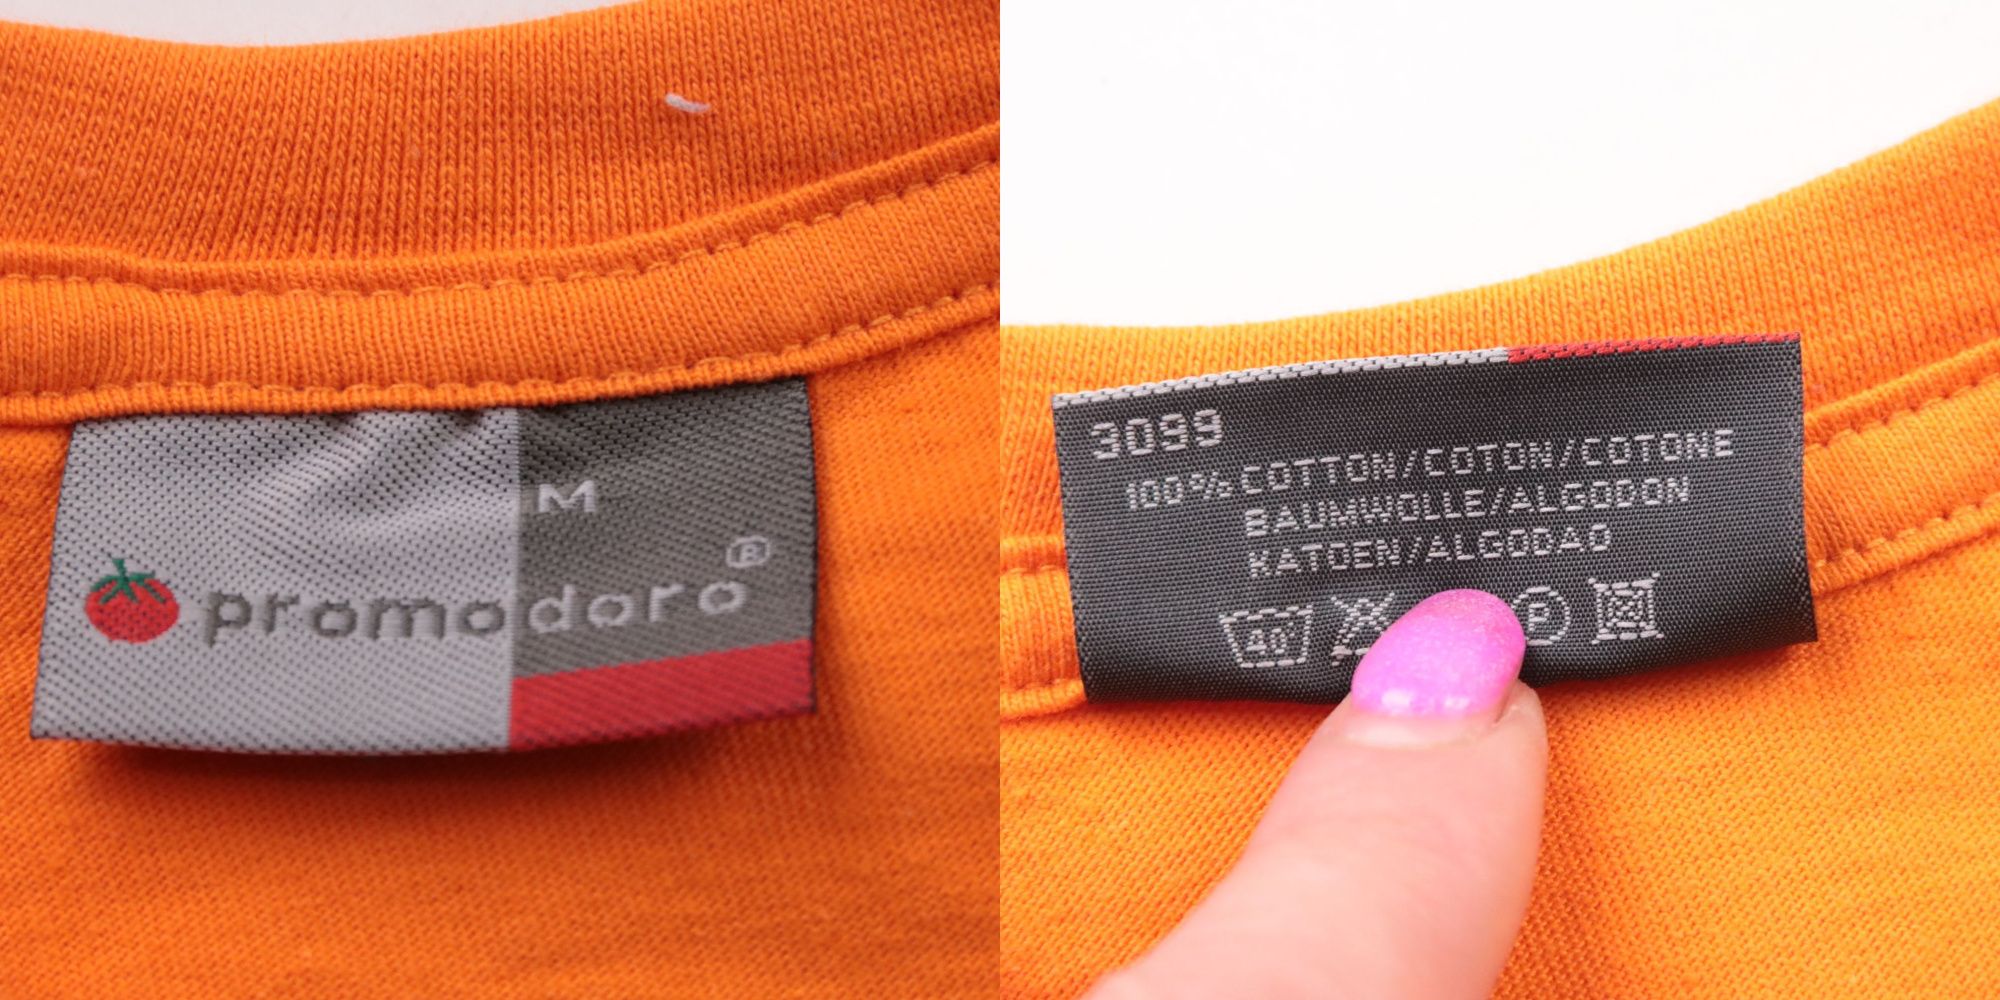 M
promodoro®
3099
100% COTTON/COTON/COTONE
BAUMWOLLE/ALGODON
KATOEN/ALGODAO
40° P